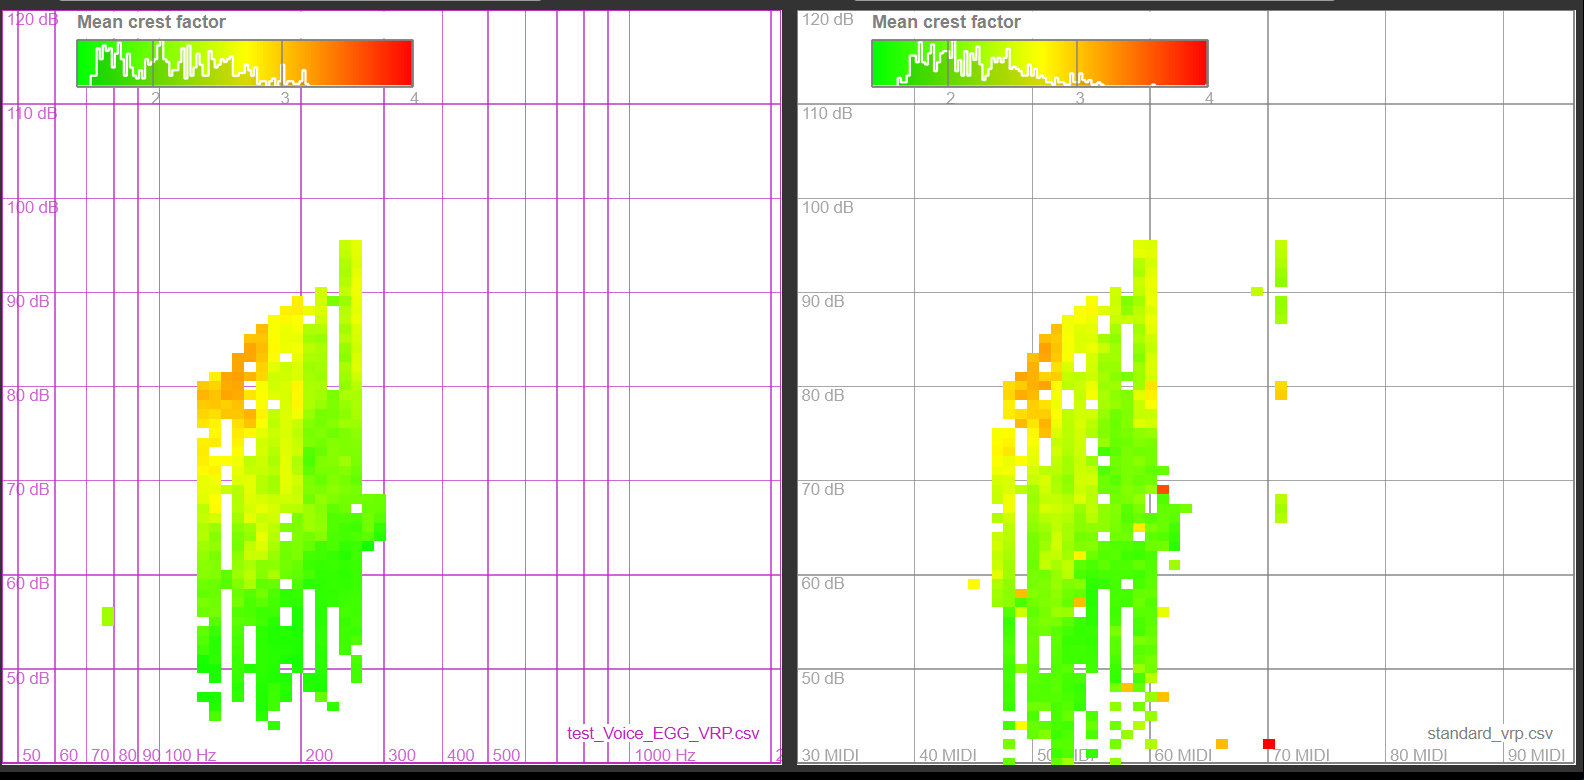 120 dB Mean crest factor
2 3 4
110 dB
100 dB
90 dB
80 dB
70 dB
60 dB
50 dB
test_Voice_EGG_VRP.csv
50 60 70 80 90 100 Hz 200 300 400 500 1000 Hz 2
120 dB Mean crest factor
2 3 4
110 dB
100 dB
90 dB
80 dB
70 dB
60 dB
50 dB
standard_vrp.csv
30 MIDI 40 MIDI 50 MIDI 60 MIDI 70 MIDI 80 MIDI 90 MIDI